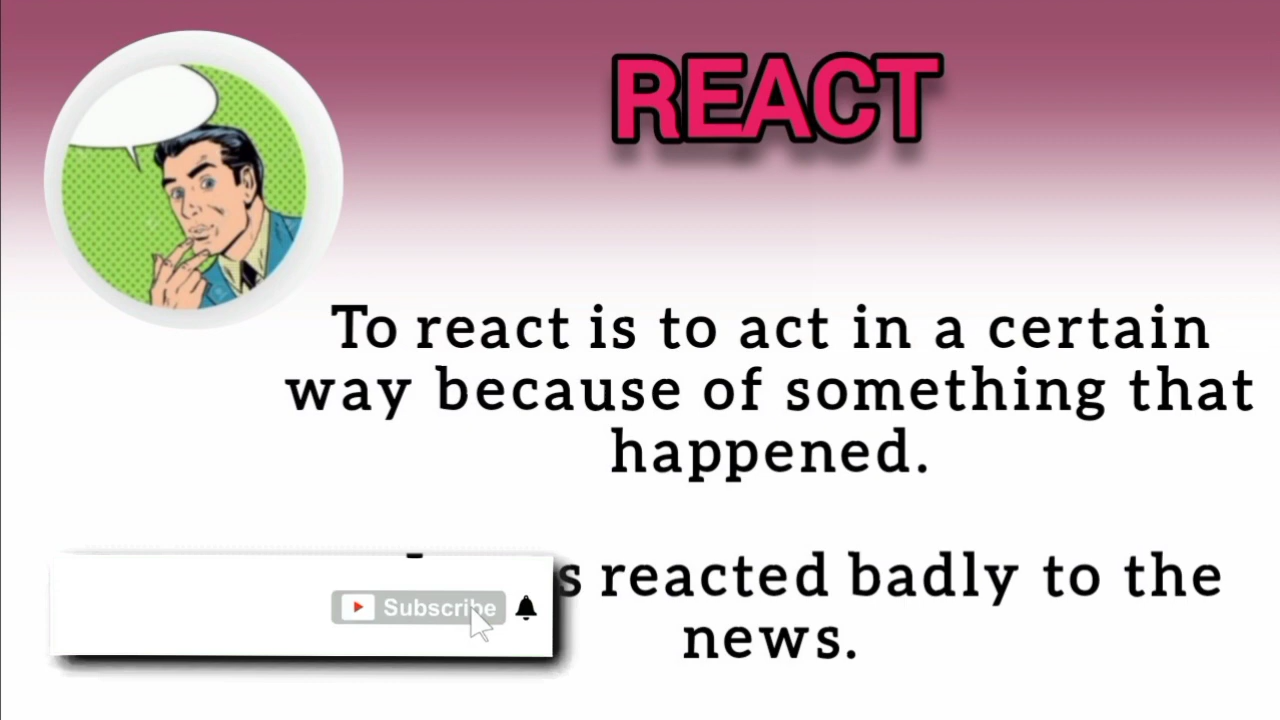 REACT
To react is to act in a certain
way because of something that
happened.
s reacted badly to the
news.
Subscribe